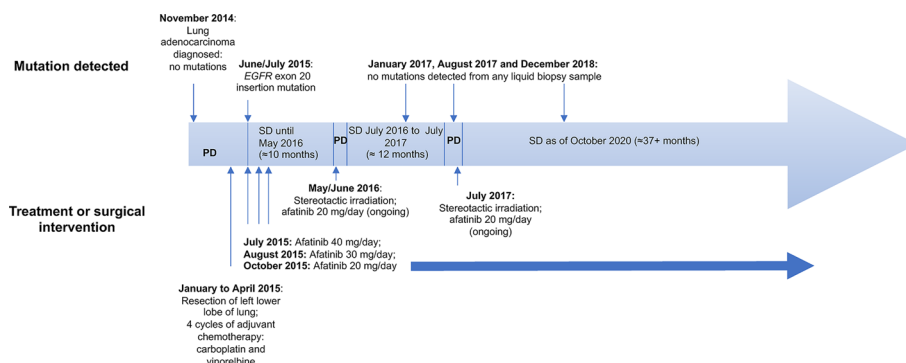 November 2014:
Lung
adenocarcinoma
diagnosed:
no mutations
Mutation detected
June/July 2015:
EGFR exon 20
insertion mutation
January 2017, August 2017 and December 2018:
no mutations detected from any liquid biopsy
sample
PD
SD until
May 2016
(≈10 months)
PD
SD July 2016 to July
2017
(≈ 12 months)
PD
SD as of October 2020 (≈37+ months)
Treatment or surgical
intervention
May/June 2016:
Stereotactic irradiation;
afatinib 20 mg/day (ongoing)
July 2017:
Stereotactic irradiation;
afatinib 20 mg/day
(ongoing)
July 2015: Afatinib 40 mg/day;
August 2015: Afatinib 30 mg/day;
October 2015: Afatinib 20 mg/day
January to April 2015:
Resection of left lower
lobe of lung;
4 cycles of adjuvant
chemotherapy:
carboplatin and
vinorelbine